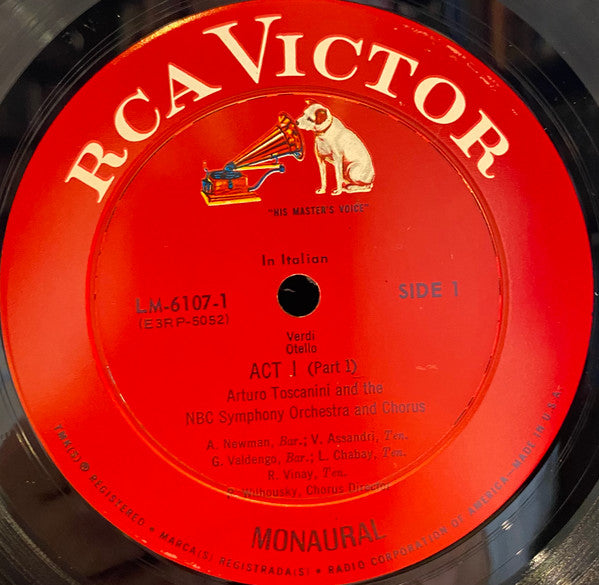 RCA VICTOR
"HIS MASTER'S VOICE"
In Italian
LM-6107-1
SIDE 1
(E3RP-5052)
Verdi
Otello
ACT I (Part 1)
Arturo Toscanini and the
NBC Symphony Orchestra and Chorus
A. Newman, Bar.; V. Assandri, Ten.
G. Valdengo, Bar.; L. Chabay, Ten.
R. Vinay, Ten.
Chorus Director
MONAURAL
TMK(S) ® REGISTERED • MARCA(S) REGISTRADA(S) • RADIO CORPORATION OF AMERICA - MADE IN U.S.A.